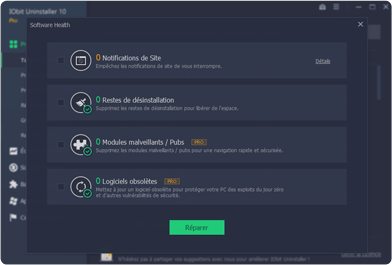 IObit Uninstaller 10
Pro
Software Health
0 Notifications de Site
Empêchez les notifications de site de vous interrompre.
Détails
0 Restes de désinstallation
Supprimez les restes de désinstallation pour libérer de l'espace.
0 Modules malveillants / Pubs PRO
Supprimez les modules malveillants / pubs pour une navigation rapide et sécurisée.
0 Logiciels obsolètes PRO
Mettez à jour un logiciel obsolète pour protéger votre PC des exploits du jour zéro
et d'autres vulnérabilités de sécurité.
Réparer
N'hésitez pas à partager vos suggestions pour nous aider à améliorer IObit Uninstaller !